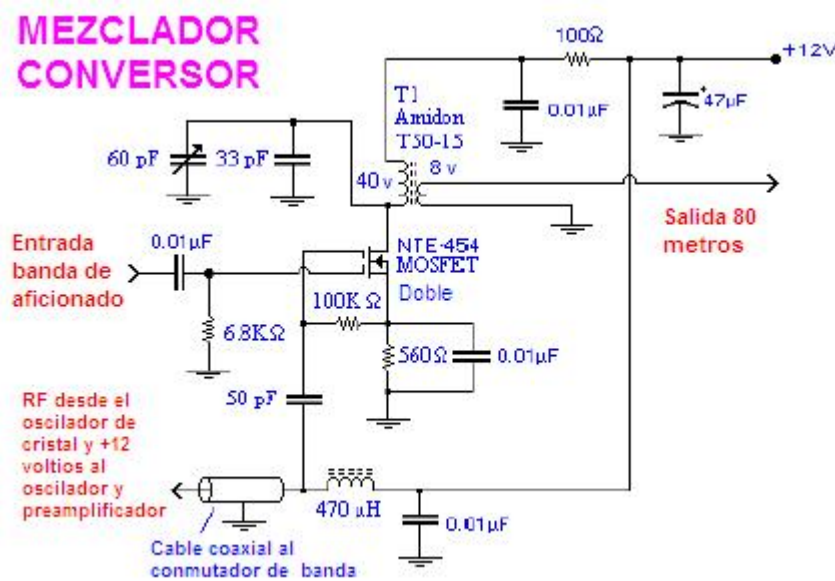 MEZCLADOR
CONVERSOR
100Ω
+12V
T1
Amidon
T50-15
0.01µF
+
47µF
60 pF
33 pF
40 v
8 v
Salida 80
metros
Entrada
banda de
aficionado
0.01µF
NTE-454
MOSFET
Doble
100K Ω
6.8K Ω
560Ω
0.01µF
50 pF
RF desde el
oscilador de
cristal y +12
voltios al
oscilador y
preamplificador
470 µH
0.01µF
Cable coaxial al
conmutador de banda